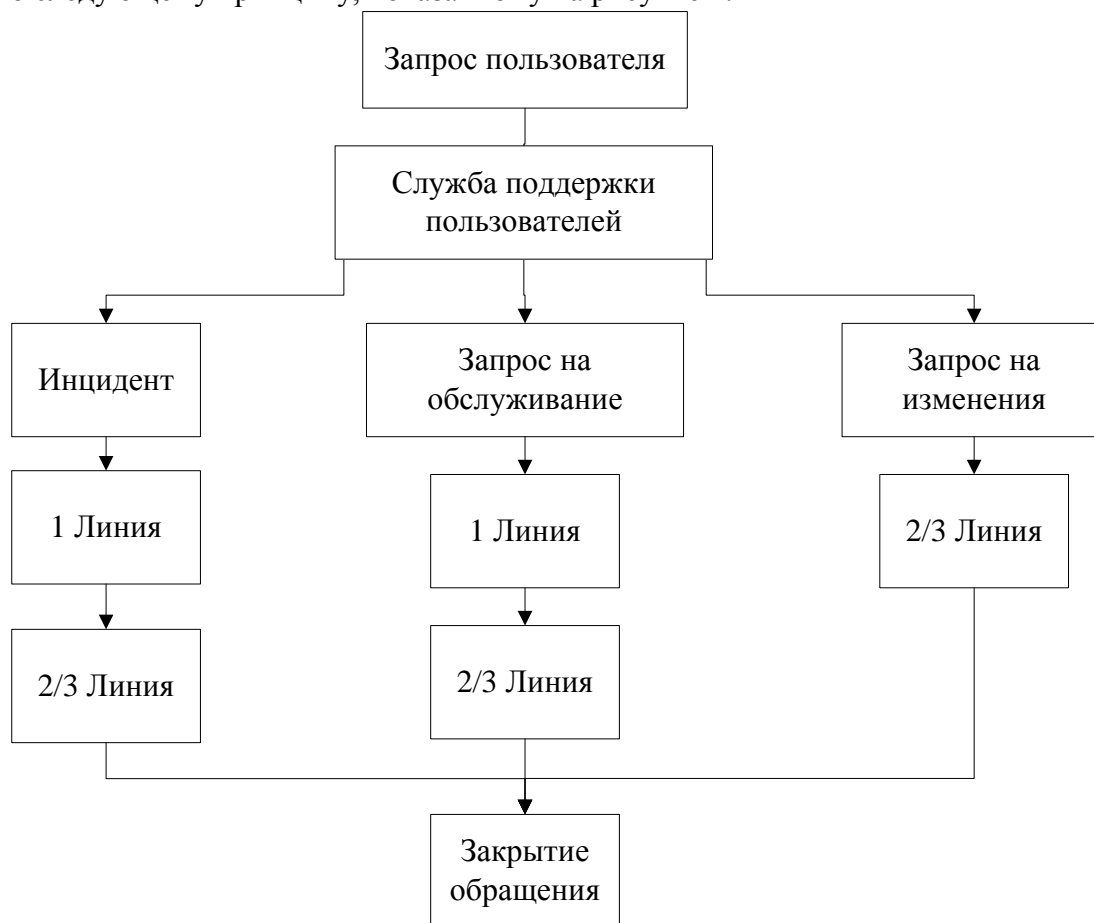 Запрос пользователя
Служба поддержки
пользователей
Инцидент
Запрос на
обслуживание
Запрос на
изменения
1 Линия
1 Линия
2/3 Линия
2/3 Линия
2/3 Линия
Закрытие
обращения